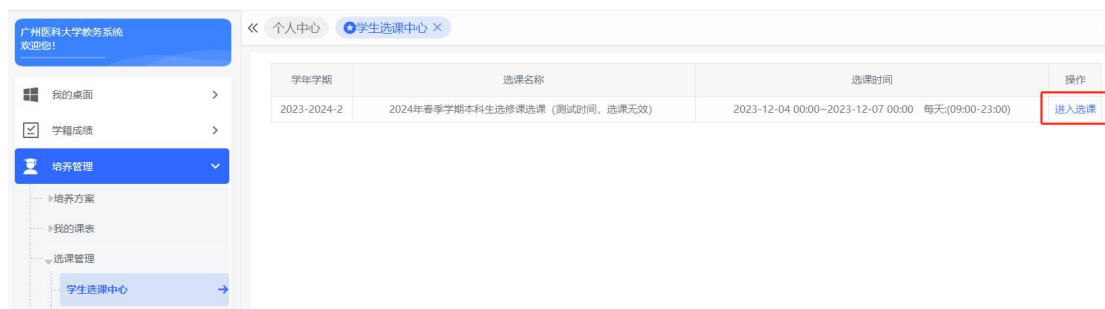 广州医科大学教务系统
欢迎您!
个人中心 学生选课中心 ×
我的桌面
学籍成绩
培养管理
培养方案
我的课表
选课管理
学生选课中心
学年学期 选课名称 选课时间 操作
2023-2024-2 2024年春季学期本科生选修课选课（测试时间，选课无效） 2023-12-04 00:00~2023-12-07 00:00 每天:(09:00-23:00) 进入选课